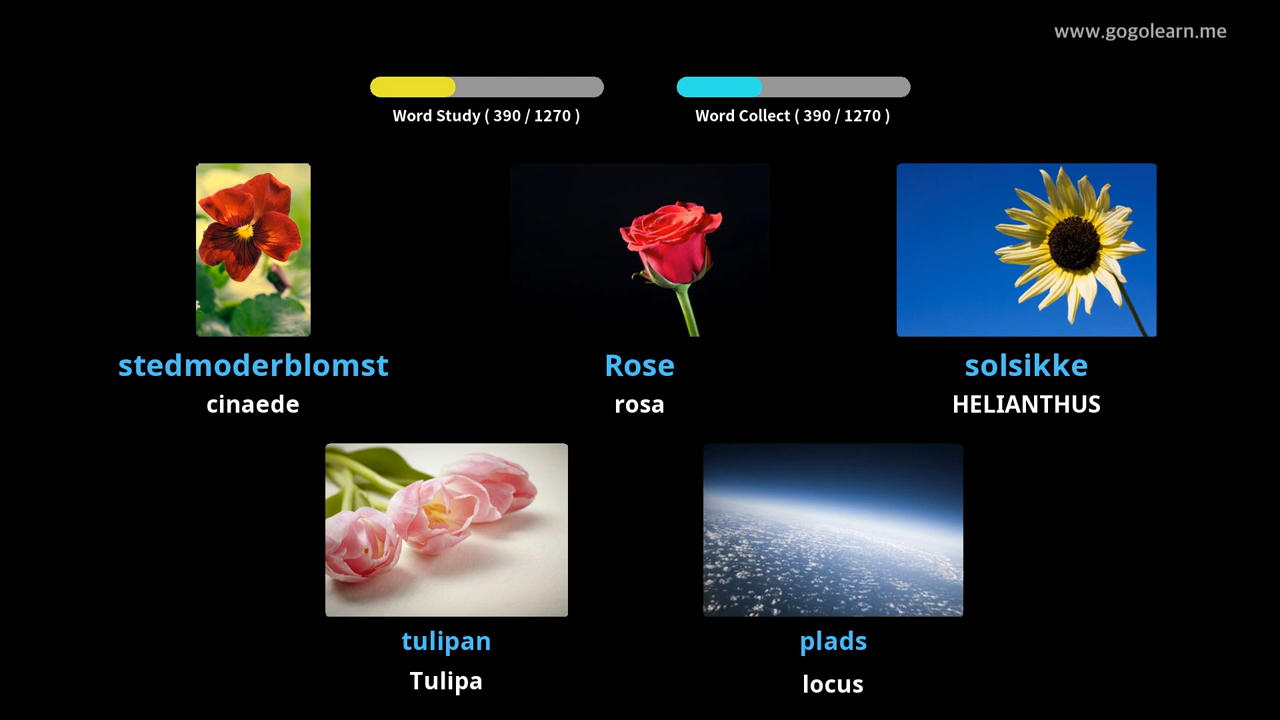 www.gogolearn.me
Word Study ( 390 / 1270 )
Word Collect ( 390 / 1270 )
stedmoderblomst
cinaede
Rose
rosa
solsikke
HELIANTHUS
tulipan
Tulipa
plads
locus